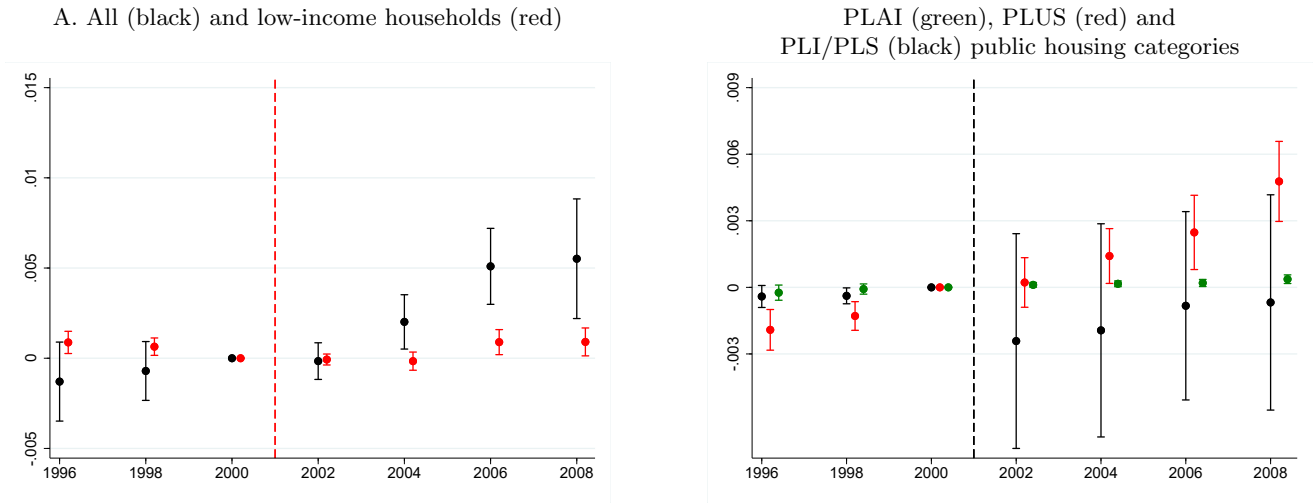 A. All (black) and low-income households (red)
.015
.01
.005
0
-.005
1996 1998 2000 2002 2004 2006 2008
PLAI (green), PLUS (red) and
PLI/PLS (black) public housing categories
.009
.006
.003
0
-.003
1996 1998 2000 2002 2004 2006 2008